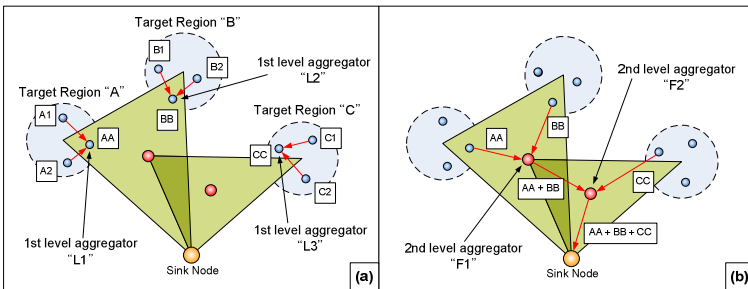 Target Region “B”
B1
B2
1st level aggregator
“L2”
Target Region “A”
BB
Target Region “C”
A1
AA
CC
C1
A2
C2
1st level aggregator
“L1”
1st level aggregator
“L3”
Sink Node
(a)
2nd level aggregator
“F2”
AA
BB
CC
AA + BB
AA + BB + CC
2nd level aggregator
“F1”
Sink Node
(b)